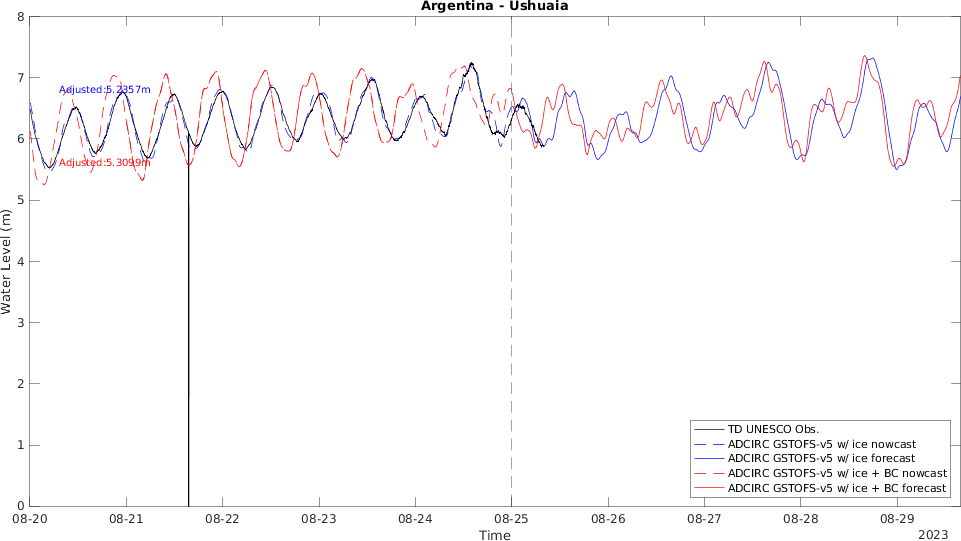 Argentina - Ushuaia
8
7
6
5
4
3
2
1
0
Water Level (m)
Adjusted:5.2357m
Adjusted:5.3099m
TD UNESCO Obs.
ADCIRC GSTOFS-v5 w/ ice nowcast
ADCIRC GSTOFS-v5 w/ ice forecast
ADCIRC GSTOFS-v5 w/ ice + BC nowcast
ADCIRC GSTOFS-v5 w/ ice + BC forecast
08-20 08-21 08-22 08-23 08-24 08-25 08-26 08-27 08-28 08-29
Time
2023